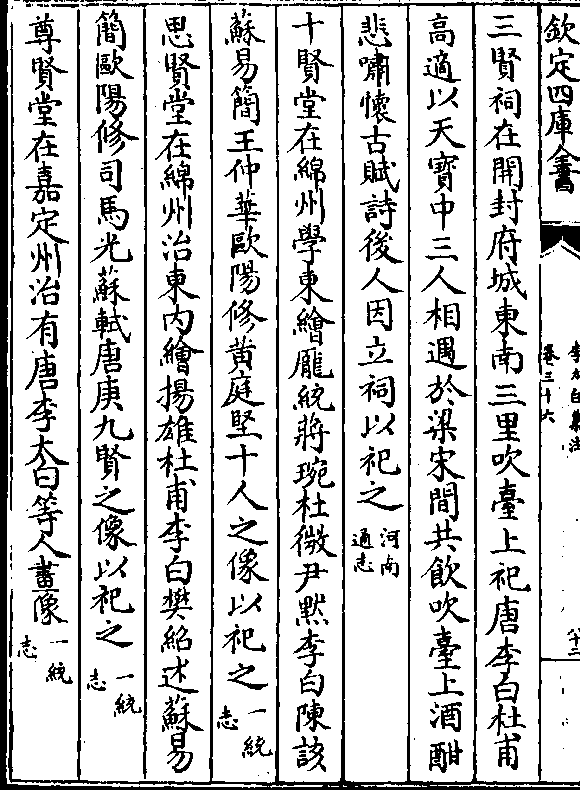 欽定四庫全書
李太白集注
卷三十六
十二
三賢祠在開封府城東南三里吹臺上祀唐李白杜甫
高適以天寶中三人相遇於梁宋間共飲吹臺上酒酣
悲嘯懷古賦詩後人因立祠以祀之河南通志
十賢堂在綿州學東繪龐統蔣琬杜微尹默李白陳該
蘇易簡王仲華歐陽修黄庭堅十人之像以祀之一統志
思賢堂在綿州治東内繪揚雄杜甫李白樊紹述蘇易
簡歐陽修司馬光蘇軾唐庚九賢之像以祀之一統志
尊賢堂在嘉定州治有唐李太白等人畫像一統志